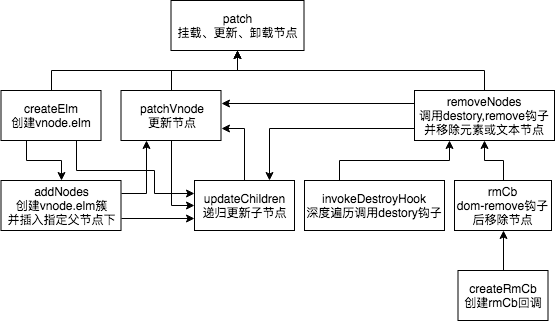 patch
挂载、更新、卸载节点
createElm
创建vnode.elm
patchVnode
更新节点
removeNodes
调用destory,remove钩子
并移除元素或文本节点
addNodes
创建vnode.elm簇
并插入指定父节点下
updateChildren
递归更新子节点
invokeDestroyHook
深度遍历调用destory钩子
rmCb
dom-remove钩子
后移除节点
createRmCb
创建rmCb回调